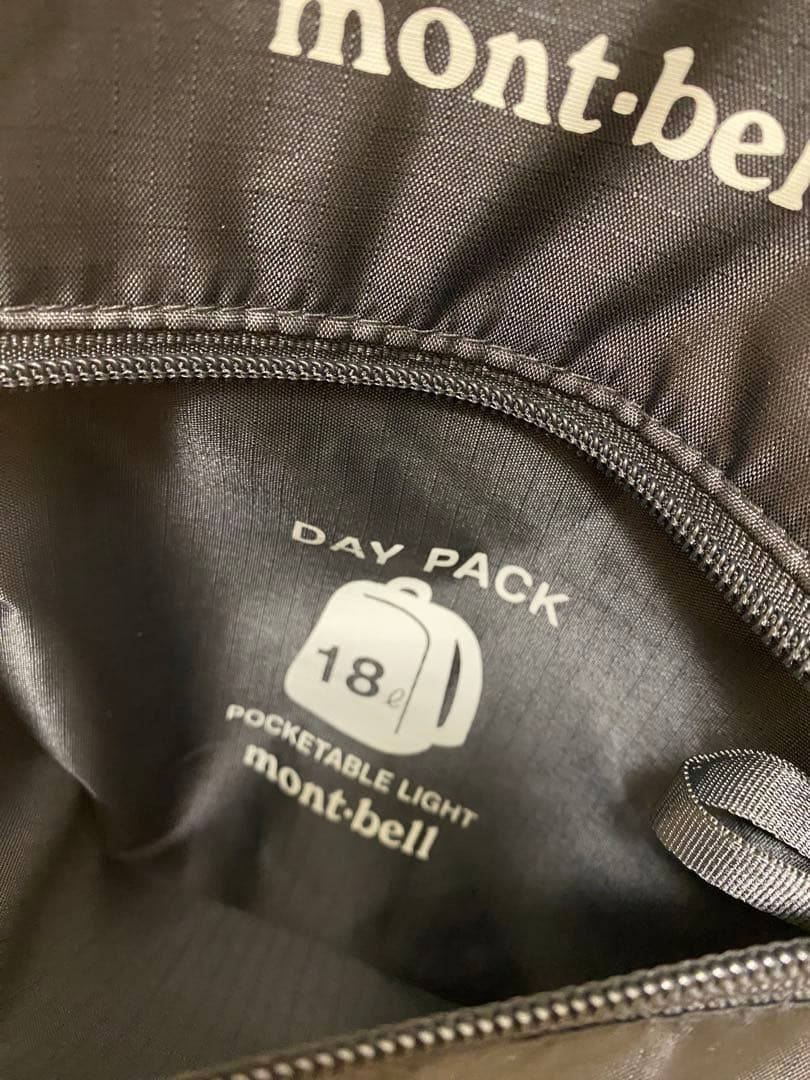 mont·bel
DAY PACK
18ℓ
POCKETABLE LIGHT
mont·bell